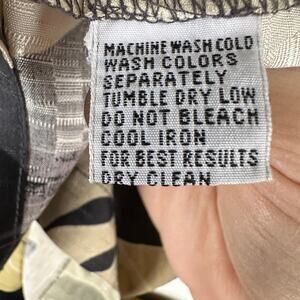 MACHINE WASH COLD
WASH COLORS
SEPARATELY
TUMBLE DRY LOW
DO NOT BLEACH
COOL IRON
FOR BEST RESULTS
DRY CLEAN